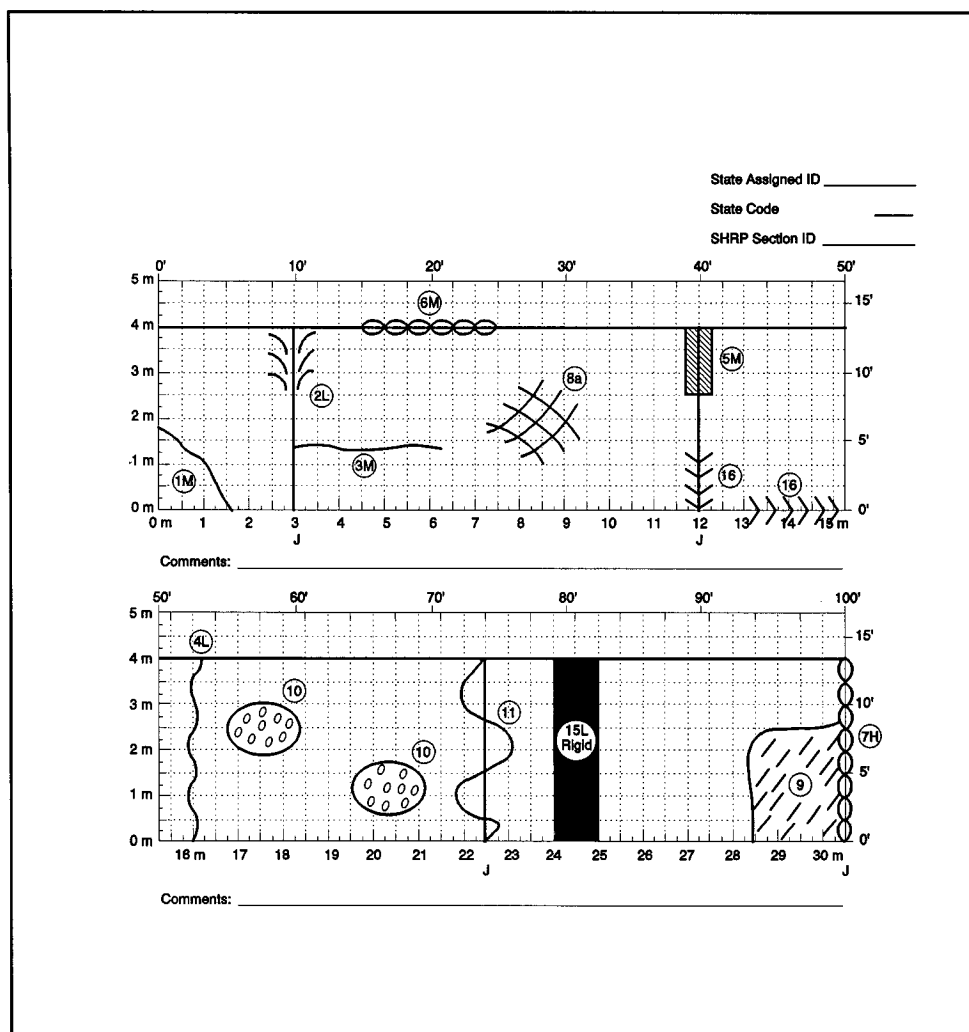 State Assigned ID
State Code
SHRP Section ID
0' 10' 20' 30' 40' 50'
5 m
6M
15'
4 m
5M
3 m
8a
10'
2L
2 m
5'
3M
1 m
1M
16
16
0 m
0'
0 m 1 2 3 4 5 6 7 8 9 10 11 12 13 14 15 m
J J
Comments:
50' 60' 70' 80' 90' 100'
5 m
4L
15'
4 m
10
11
10'
3 m
15L
Rigid
7H
2 m
10
5'
9
1 m
0 m
0'
16 m 17 18 19 20 21 22 23 24 25 26 27 28 29 30 m
J J
Comments: